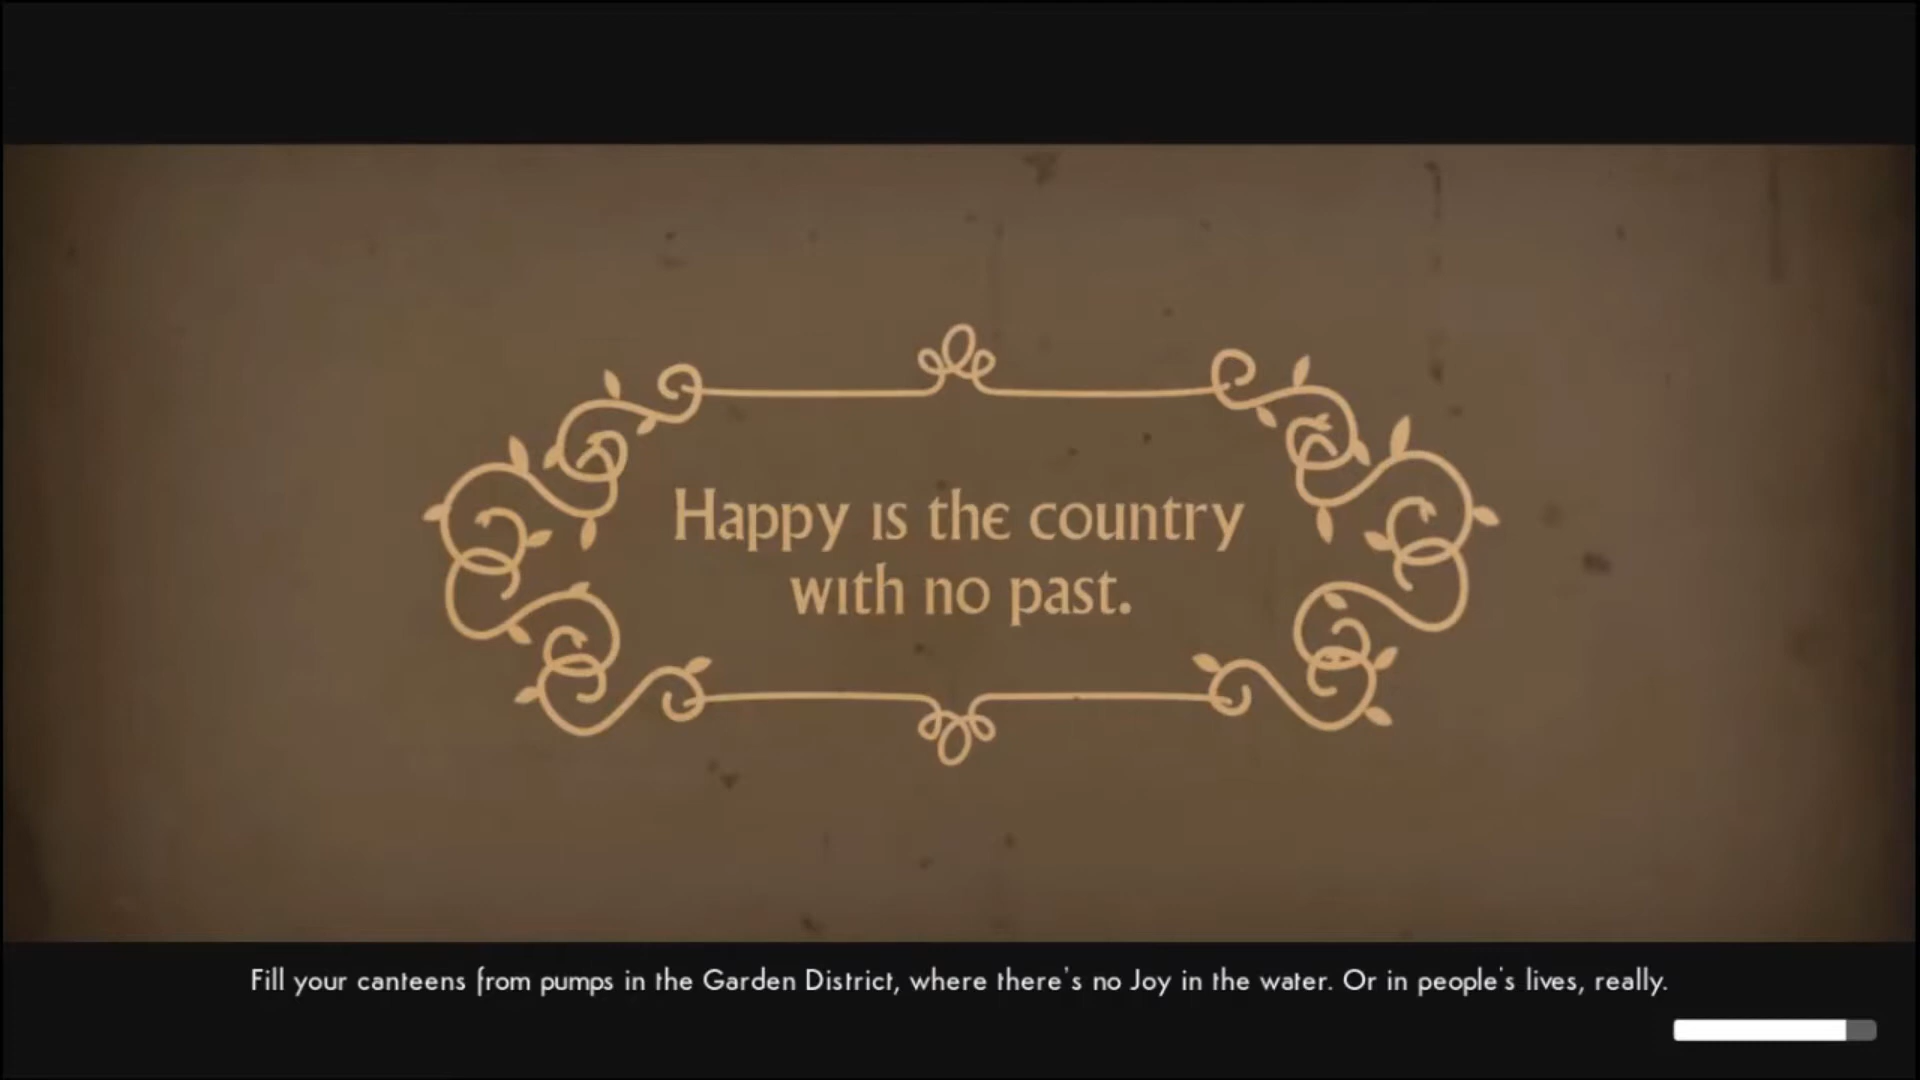 Happy is the country
with no past.
Fill your canteens from pumps in the Garden District, where there's no Joy in the water. Or in people's lives, really.